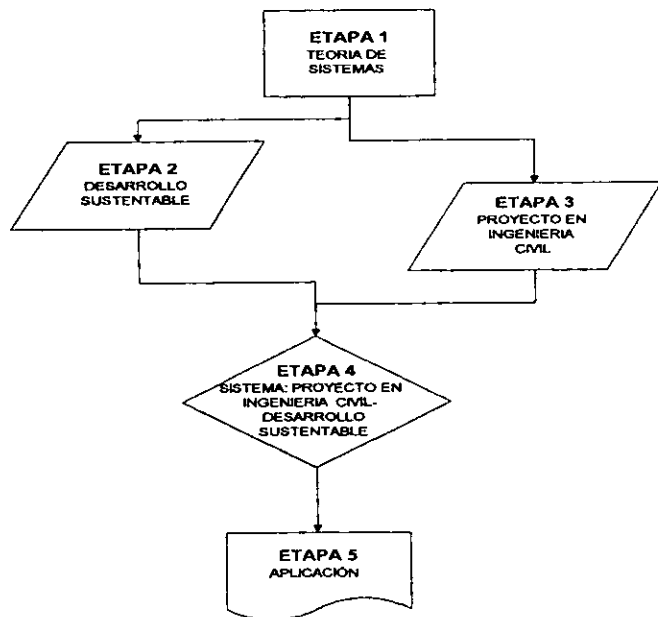 ETAPA 1
TEORIA DE
SISTEMAS
ETAPA 2
DESARROLLO
SUSTENTABLE
ETAPA 3
PROYECTO EN
INGENIERIA
CIVIL
ETAPA 4
SISTEMA: PROYECTO EN
INGENIERIA CIVIL-
DESARROLLO
SUSTENTABLE
ETAPA 5
APLICACIÓN